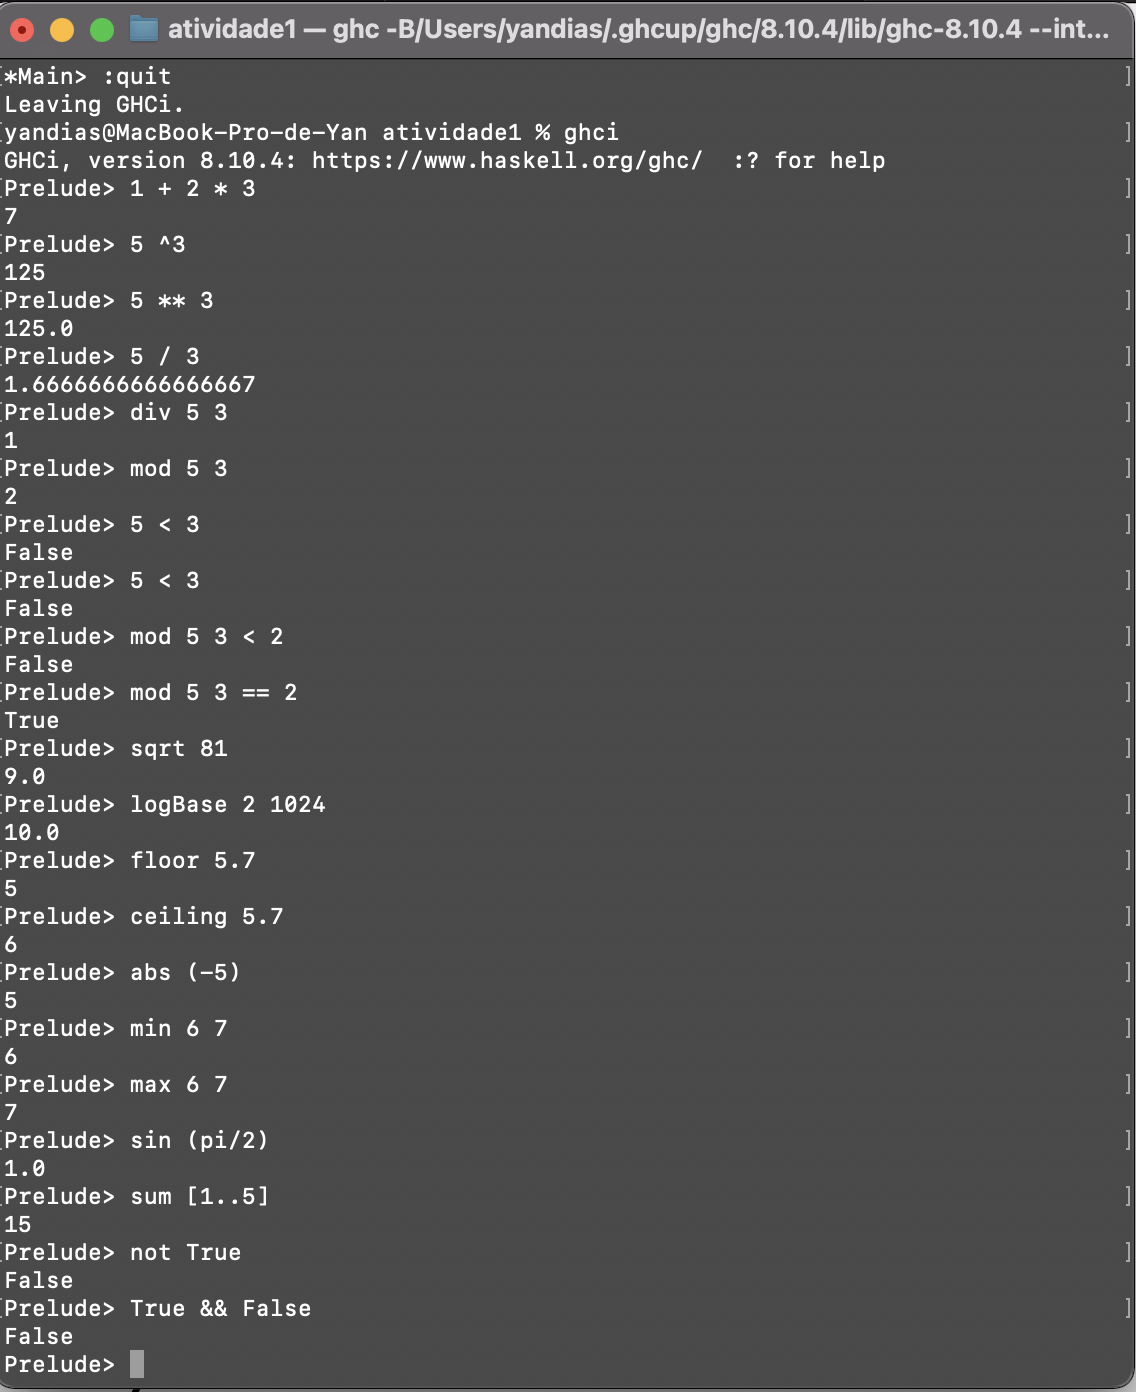 atividade1 — ghc -B/Users/yandias/.ghcup/ghc/8.10.4/lib/ghc-8.10.4 --int...
[*Main> :quit ]
Leaving GHCi.
[yandias@MacBook-Pro-de-Yan atividade1 % ghci ]
GHCi, version 8.10.4: https://www.haskell.org/ghc/  :? for help
[Prelude> 1 + 2 * 3 ]
7
[Prelude> 5 ^3 ]
125
[Prelude> 5 ** 3 ]
125.0
[Prelude> 5 / 3 ]
1.6666666666666667
[Prelude> div 5 3 ]
1
[Prelude> mod 5 3 ]
2
[Prelude> 5 < 3 ]
False
[Prelude> 5 < 3 ]
False
[Prelude> mod 5 3 < 2 ]
False
[Prelude> mod 5 3 == 2 ]
True
[Prelude> sqrt 81 ]
9.0
[Prelude> logBase 2 1024 ]
10.0
[Prelude> floor 5.7 ]
5
[Prelude> ceiling 5.7 ]
6
[Prelude> abs (-5) ]
5
[Prelude> min 6 7 ]
6
[Prelude> max 6 7 ]
7
[Prelude> sin (pi/2) ]
1.0
[Prelude> sum [1..5] ]
15
[Prelude> not True ]
False
[Prelude> True && False ]
False
Prelude>